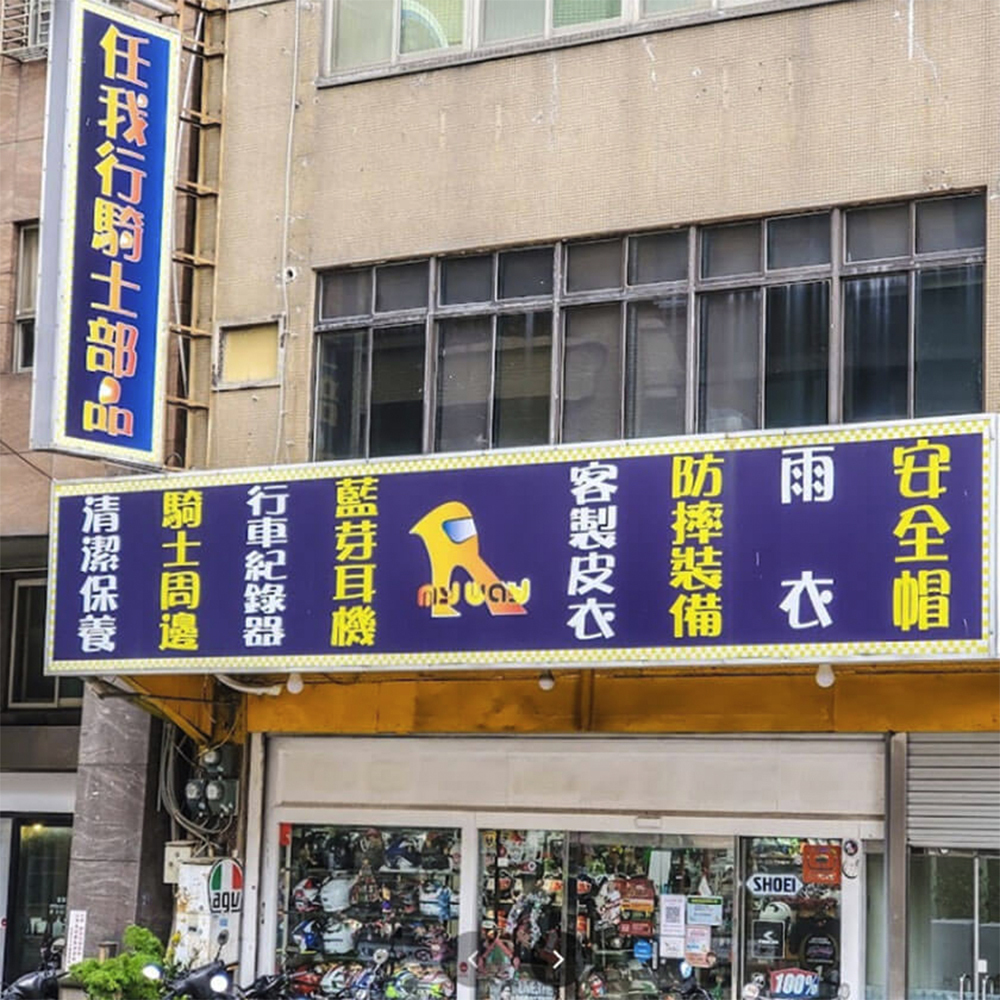 任我行騎士部品
安全帽
雨衣
防摔裝備
客製皮衣
my way
藍芽耳機
行車紀錄器
騎士周邊
清潔保養
agv
SHOEI
100%